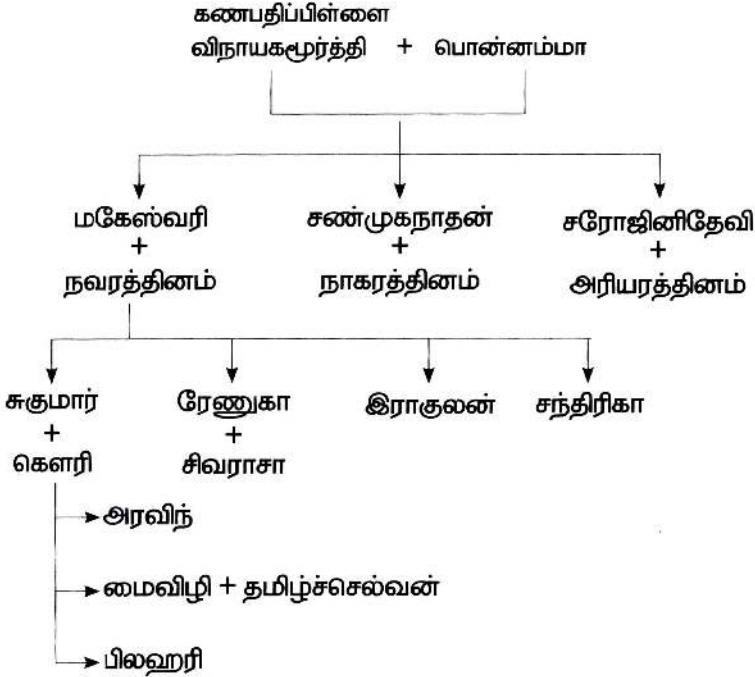 கணபதிப்பிள்ளை
விநாயகமூர்த்தி + பொன்னம்மா
மகேஸ்வரி சண்முகநாதன் சரோஜினிதேவி
+ + +
நவரத்தினம் நாகரத்தினம் அரியரத்தினம்
சுகுமார் ரேணுகா இராகுலன் சந்திரிகா
+ +
கௌரி சிவராசா
அரவிந்
மைவிழி + தமிழ்ச்செல்வன்
பிலஹரி